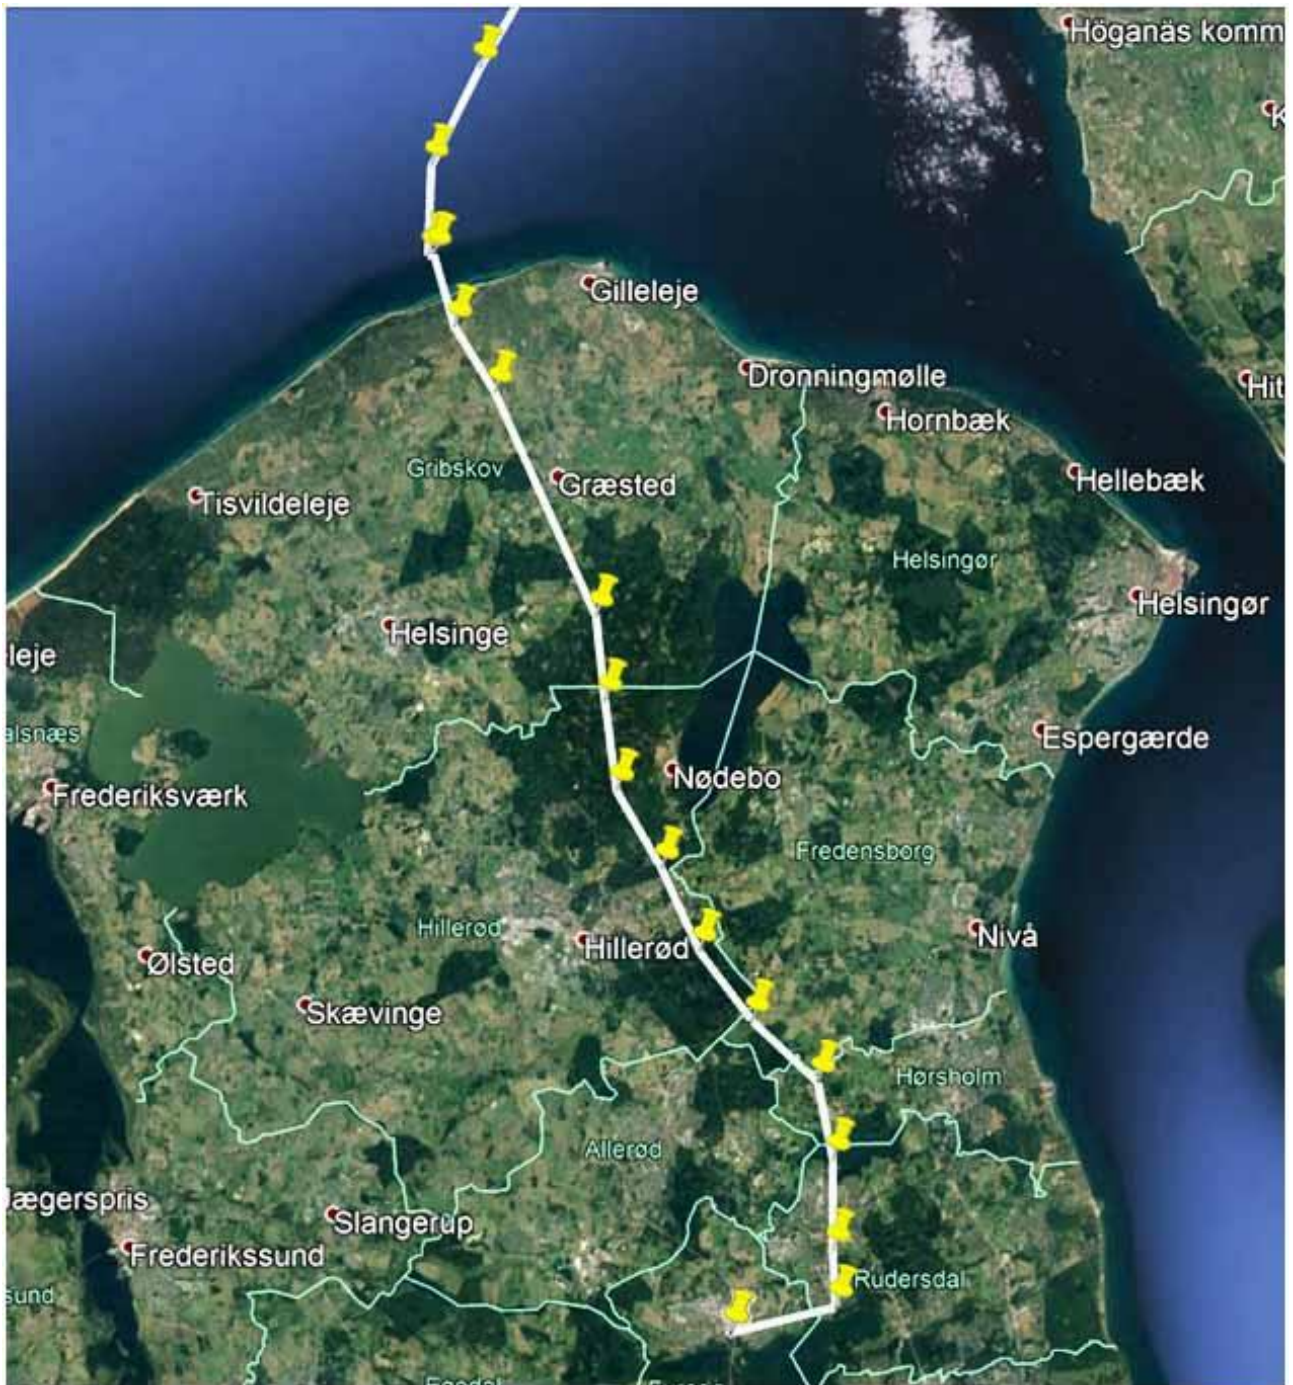 Höganäs komm
K
Gilleleje
Dronningmølle
Hit
Hornbæk
Gribskov
Græsted
Hellebæk
Tisvildeleje
Helsingør
Helsingør
Helsinge
leje
alsnæs
Espergærde
Nødebo
Frederiksværk
Fredensborg
Hillerød
Hillerød
Nivå
Ølsted
Skævinge
Hørsholm
Allerød
Jægerspris
Slangerup
Frederikssund
Rudersdal
sund